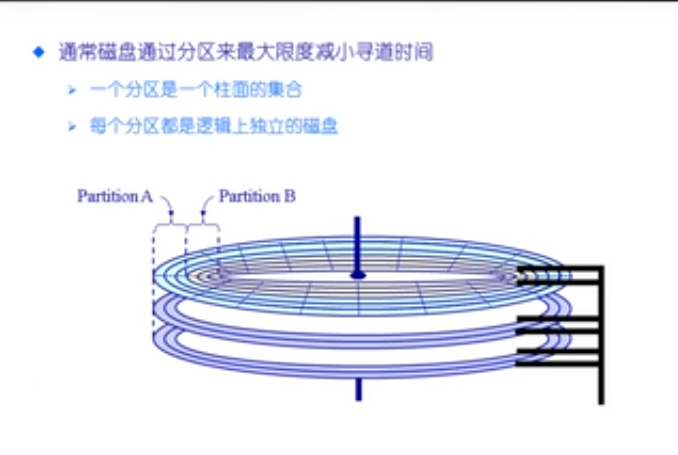 通常磁盘通过分区来最大限度减小寻道时间
一个分区是一个柱面的集合
每个分区都是逻辑上独立的磁盘
Partition A
Partition B